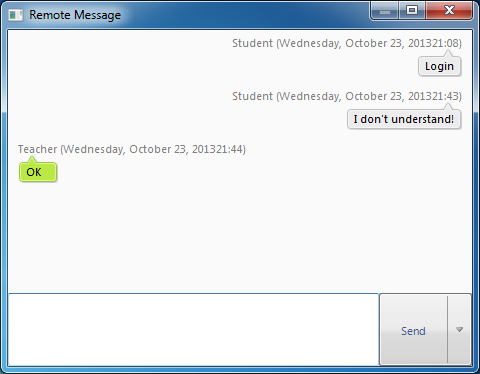 Remote Message
Student (Wednesday, October 23, 201321:08)
Login
Student (Wednesday, October 23, 201321:43)
I don't understand!
Teacher (Wednesday, October 23, 201321:44)
OK
Send